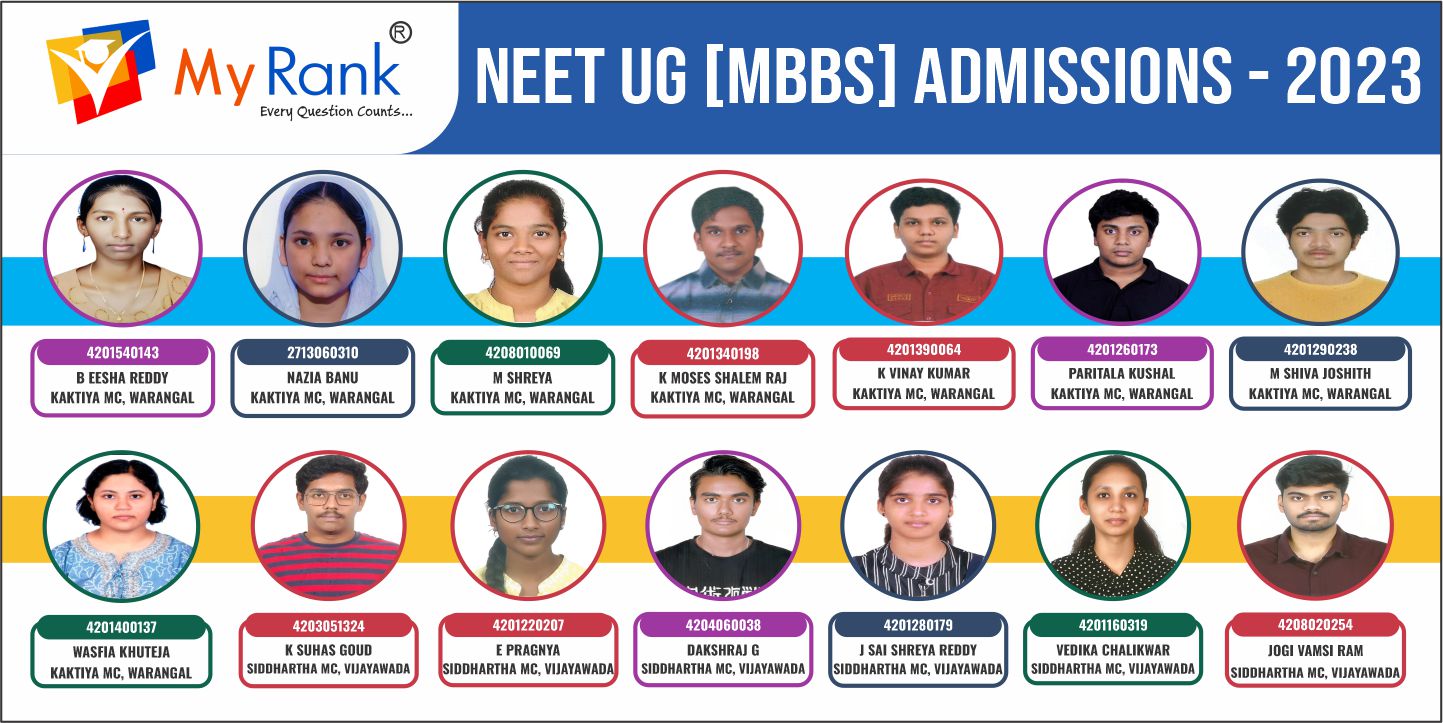 My Rank ®
Every Question Counts...
NEET UG [MBBS] ADMISSIONS - 2023
4201540143
B EESHA REDDY
KAKTIYA MC, WARANGAL
2713060310
NAZIA BANU
KAKTIYA MC, WARANGAL
4208010069
M SHREYA
KAKTIYA MC, WARANGAL
4201340198
K MOSES SHALEM RAJ
KAKTIYA MC, WARANGAL
4201390064
K VINAY KUMAR
KAKTIYA MC, WARANGAL
4201260173
PARITALA KUSHAL
KAKTIYA MC, WARANGAL
4201290238
M SHIVA JOSHITH
KAKTIYA MC, WARANGAL
4201400137
WASFIA KHUTEJA
KAKTIYA MC, WARANGAL
4203051324
K SUHAS GOUD
SIDDHARTHA MC, VIJAYAWADA
4201220207
E PRAGNYA
SIDDHARTHA MC, VIJAYAWADA
4204060038
DAKSHRAJ G
SIDDHARTHA MC, VIJAYAWADA
4201280179
J SAI SHREYA REDDY
SIDDHARTHA MC, VIJAYAWADA
4201160319
VEDIKA CHALIKWAR
SIDDHARTHA MC, VIJAYAWADA
4208020254
JOGI VAMSI RAM
SIDDHARTHA MC, VIJAYAWADA